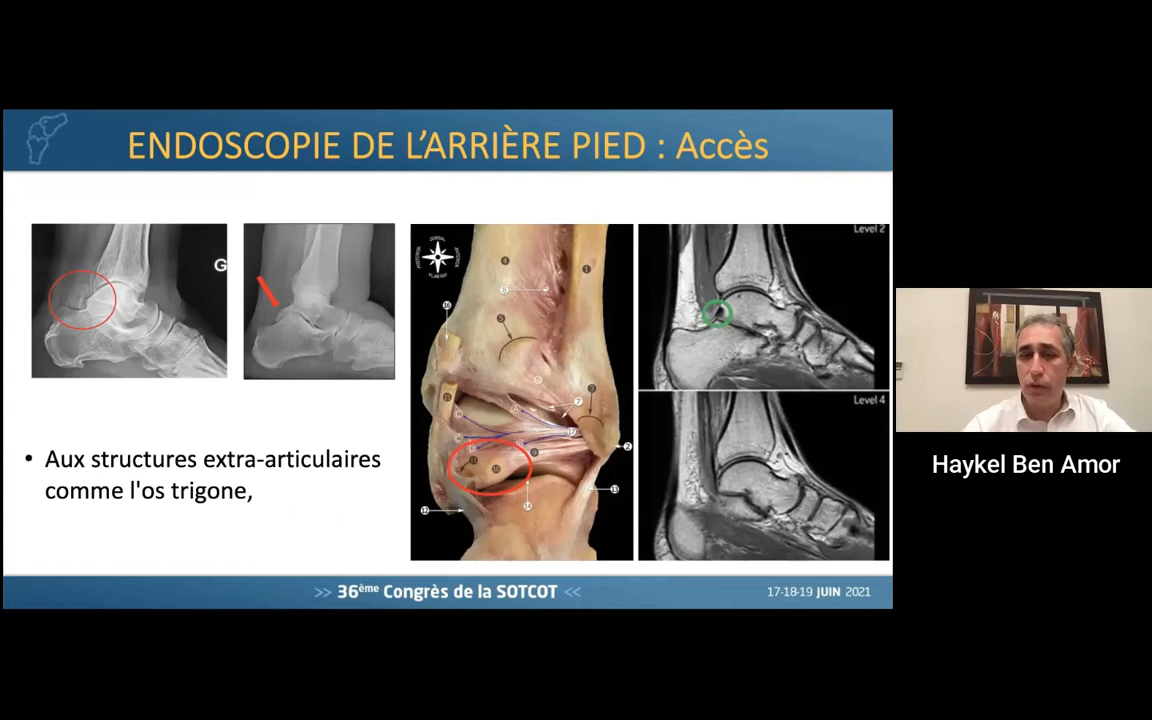 ENDOSCOPIE DE L'ARRIÈRE PIED : Accès
G
Level 2
Level 4
• Aux structures extra-articulaires
comme l'os trigone,
Haykel Ben Amor
>> 36ème Congrès de la SOTCOT <<
17-18-19 JUIN 2021